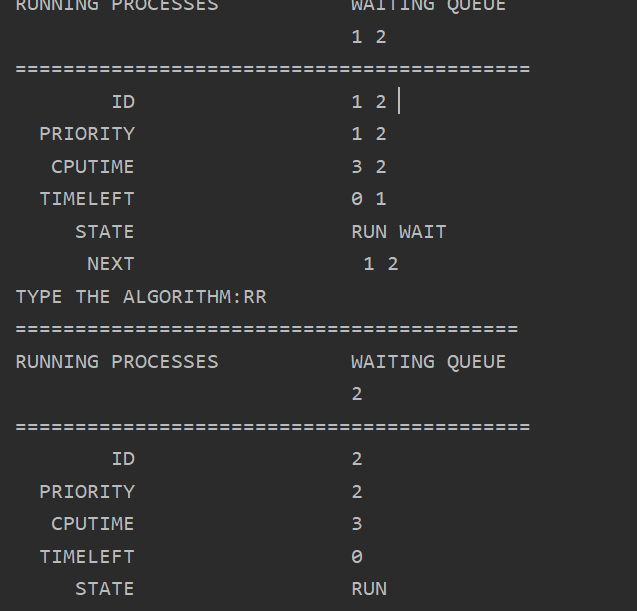 RUNNING PROCESSES WAITING QUEUE
1 2
===========================================
ID 1 2
PRIORITY 1 2
CPUTIME 3 2
TIMELEFT 0 1
STATE RUN WAIT
NEXT 1 2
TYPE THE ALGORITHM:RR
==========================================
RUNNING PROCESSES WAITING QUEUE
2
===========================================
ID 2
PRIORITY 2
CPUTIME 3
TIMELEFT 0
STATE RUN